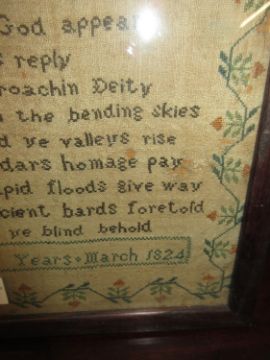 God appear
reply
roachin Deity
the bending skies
ye valleys rise
dars homage pay
pid floods give way
cient bards foretold
ye blind behold
Years March 1824